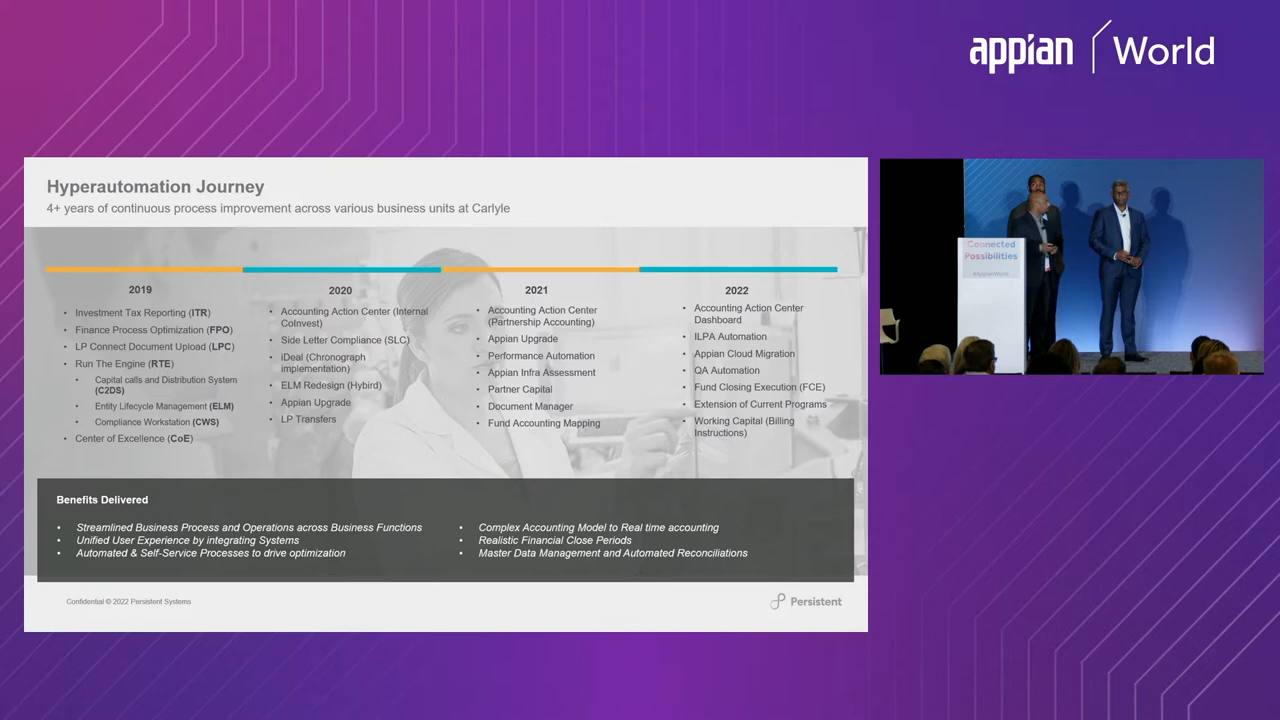 appian World
Hyperautomation Journey
4+ years of continuous process improvement across various business units at Carlyle
2019
• Investment Tax Reporting (ITR)
• Finance Process Optimization (FPO)
• LP Connect Document Upload (LPC)
• Run The Engine (RTE)
• Capital calls and Distribution System
(C2DS)
• Entity Lifecycle Management (ELM)
• Compliance Workstation (CWS)
• Center of Excellence (CoE)
2020
• Accounting Action Center (Internal
CoInvest)
• Side Letter Compliance (SLC)
• iDeal (Chronograph
implementation)
• ELM Redesign (Hybird)
• Appian Upgrade
• LP Transfers
2021
• Accounting Action Center
(Partnership Accounting)
• Appian Upgrade
• Performance Automation
• Appian Infra Assessment
• Partner Capital
• Document Manager
• Fund Accounting Mapping
2022
• Accounting Action Center
Dashboard
• ILPA Automation
• Appian Cloud Migration
• QA Automation
• Fund Closing Execution (FCE)
• Extension of Current Programs
• Working Capital (Billing
Instructions)
Benefits Delivered
• Streamlined Business Process and Operations across Business Functions
• Unified User Experience by integrating Systems
• Automated & Self-Service Processes to drive optimization
• Complex Accounting Model to Real time accounting
• Realistic Financial Close Periods
• Master Data Management and Automated Reconciliations
Confidential © 2022 Persistent Systems
Persistent
Connected
Possibilities
#AppianWorld